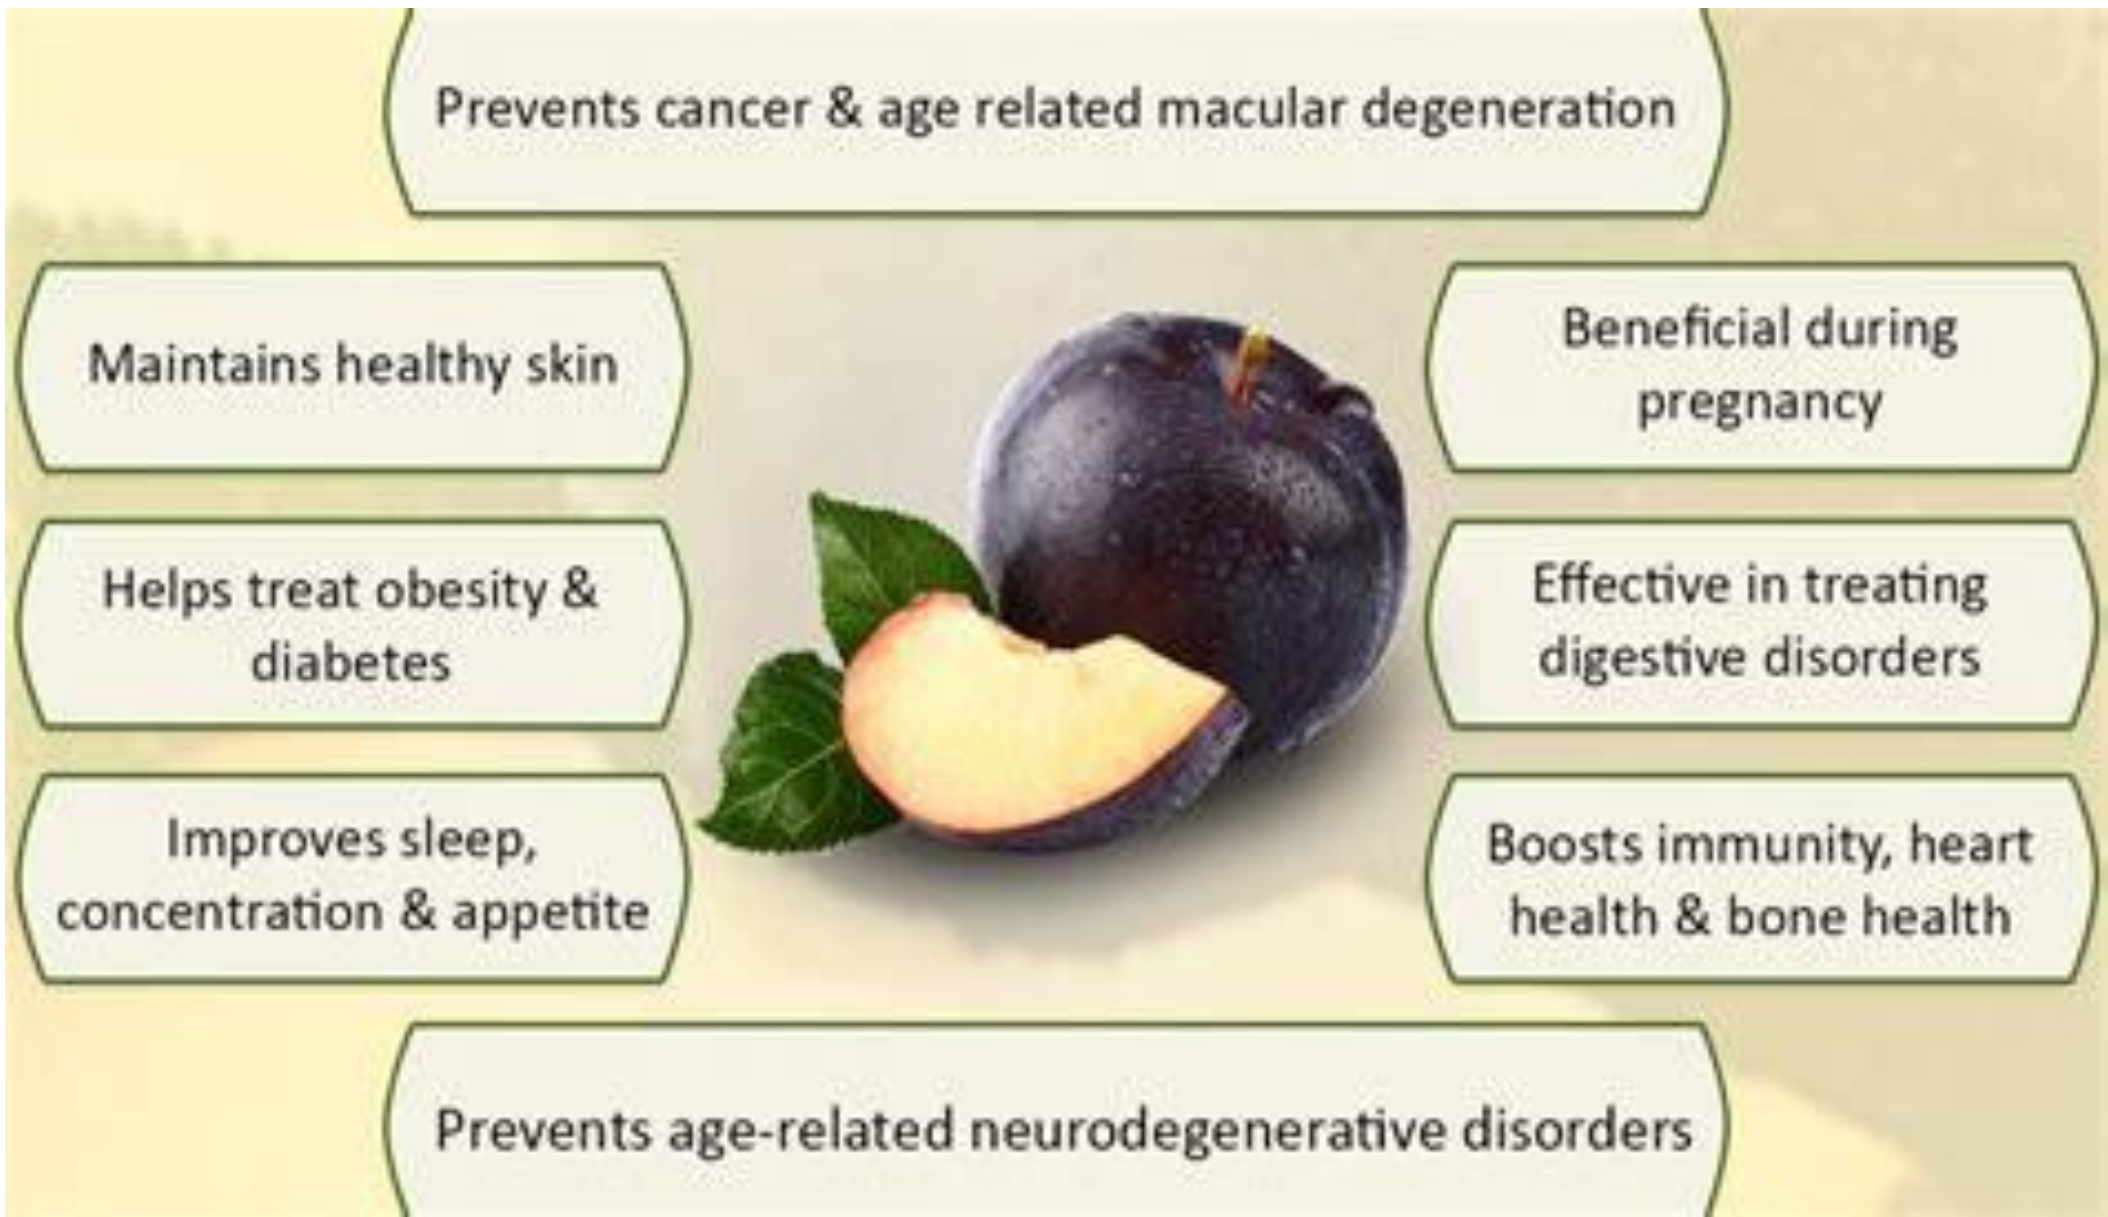 Prevents cancer & age related macular degeneration
Maintains healthy skin
Beneficial during
pregnancy
Helps treat obesity &
diabetes
Effective in treating
digestive disorders
Improves sleep,
concentration & appetite
Boosts immunity, heart
health & bone health
Prevents age-related neurodegenerative disorders